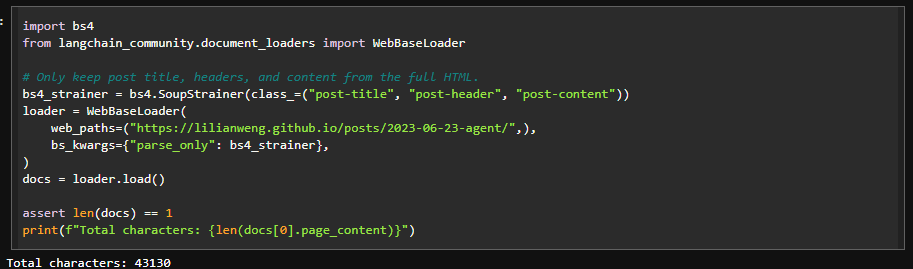 :
import bs4
from langchain_community.document_loaders import WebBaseLoader
# Only keep post title, headers, and content from the full HTML.
bs4_strainer = bs4.SoupStrainer(class_=("post-title", "post-header", "post-content"))
loader = WebBaseLoader(
    web_paths=("https://lilianweng.github.io/posts/2023-06-23-agent/",),
    bs_kwargs={"parse_only": bs4_strainer},
)
docs = loader.load()
assert len(docs) == 1
print(f"Total characters: {len(docs[0].page_content)}")
Total characters: 43130